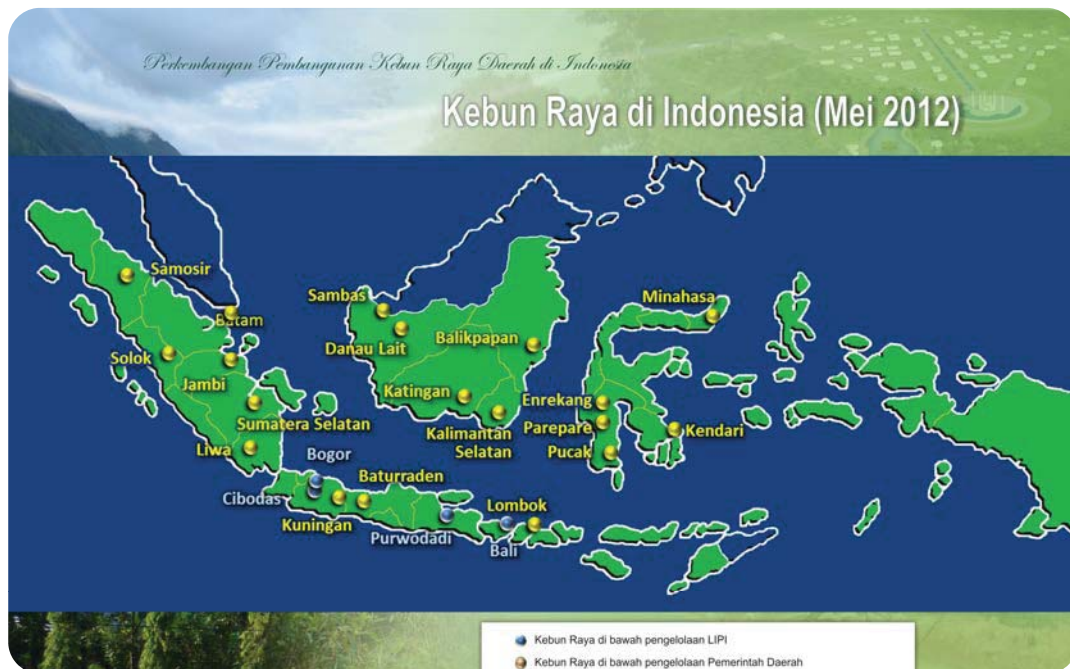 Perkembangan Pembangunan Kebun Raya Daerah di Indonesia
Kebun Raya di Indonesia (Mei 2012)
Samosir
Batam
Solok
Jambi
Sumatera Selatan
Liwa
Sambas
Danau Lait
Balikpapan
Katingan
Kalimantan
Selatan
Minahasa
Enrekang
Parepare
Pucak
Kendari
Bogor
Cibodas
Kuningan
Baturraden
Purwodadi
Bali
Lombok
Kebun Raya di bawah pengelolaan LIPI
Kebun Raya di bawah pengelolaan Pemerintah Daerah